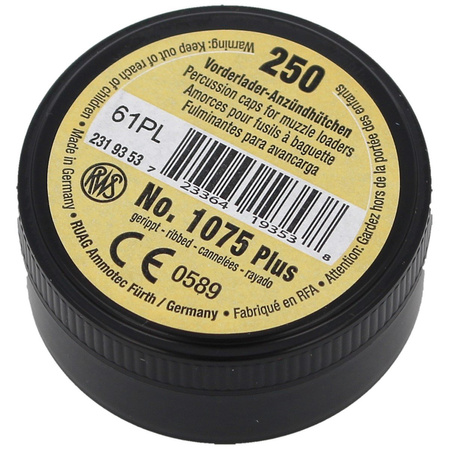 250
Vorderlader-Anzündhütchen
Percussion caps for muzzle loaders
Amorces pour fusils à baguette
Fulminantes para avancarga
61PL
231 93 53
7 23364 19353 8
No. 1075 Plus
gerippt - ribbed - cannelées - rayado
CE 0589
RWS
Warning: Keep out of reach of children • Made in Germany • RUAG Ammotec Fürth / Germany • Fabriqué en RFA • Attention: Gardez hors de la portée des enfants